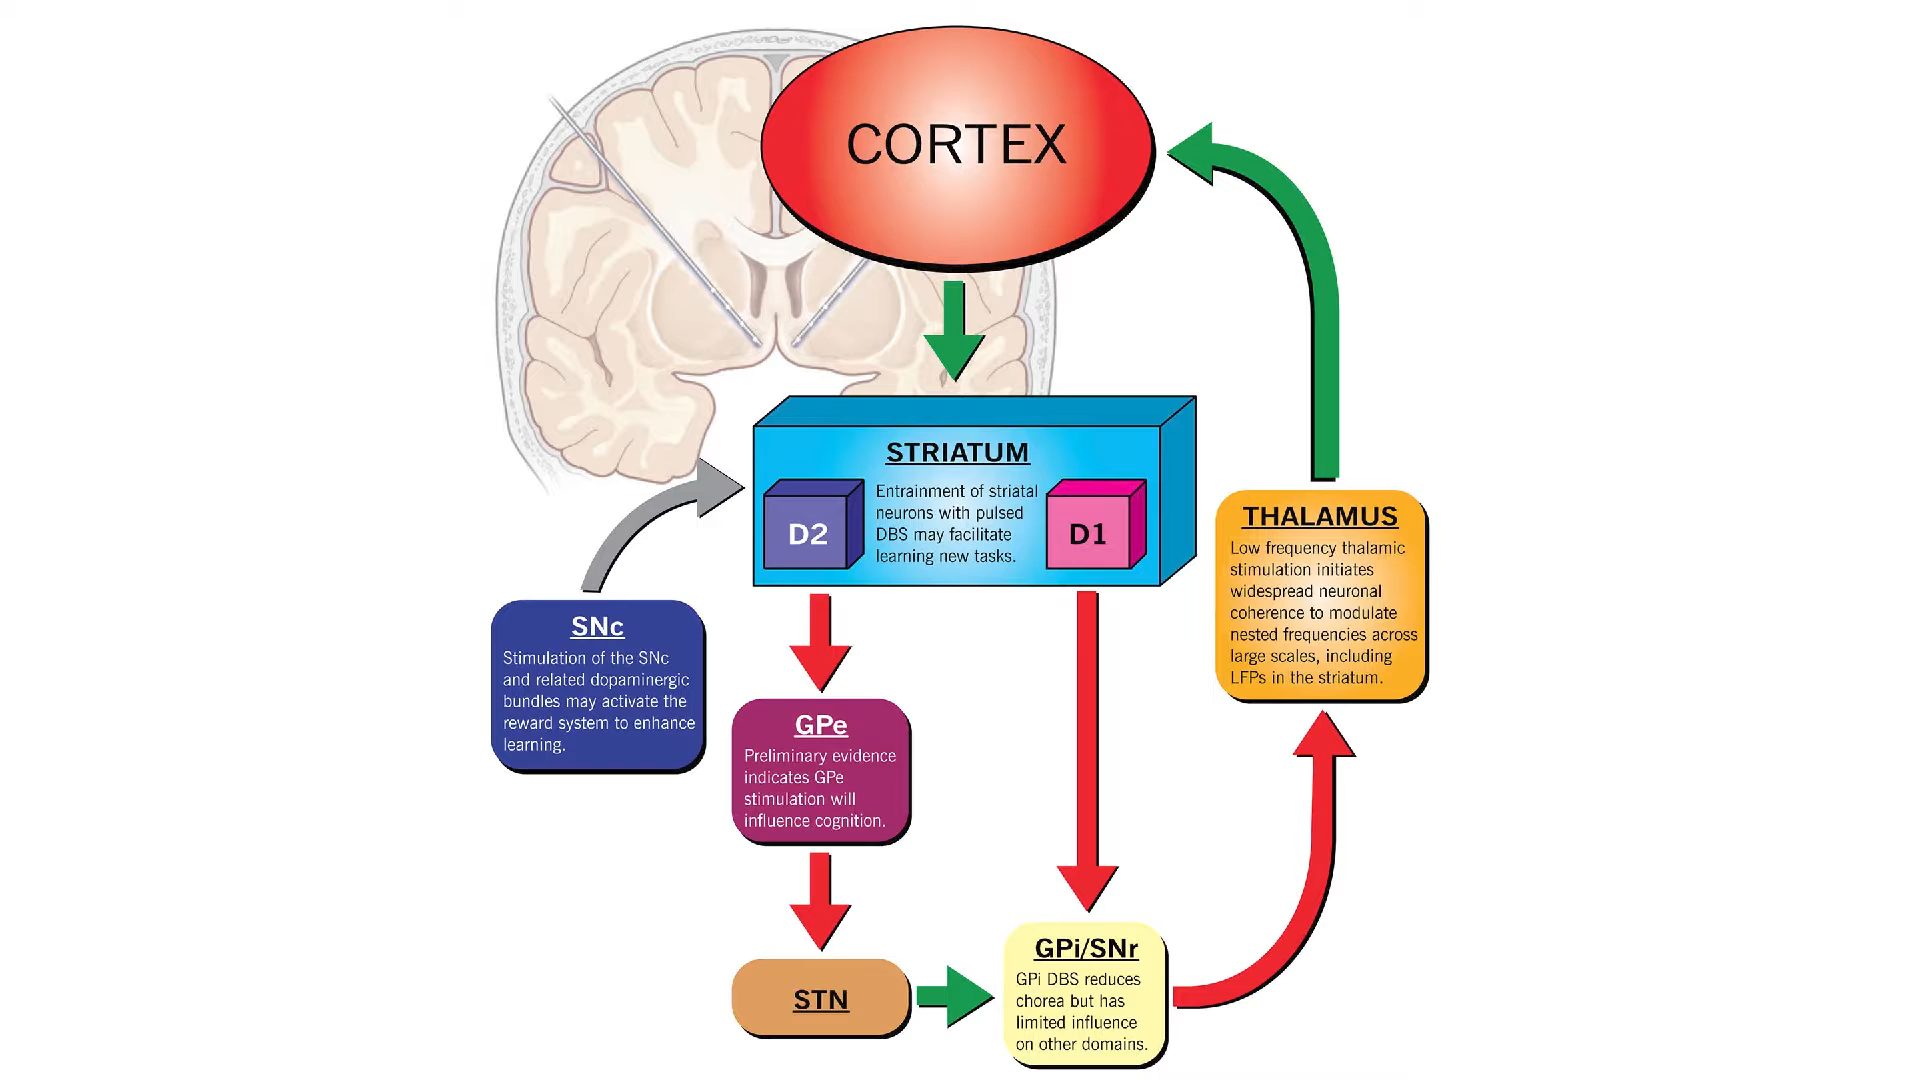 CORTEX
STRIATUM
Entrainment of striatal
neurons with pulsed
DBS may facilitate
learning new tasks.
D2
D1
THALAMUS
Low frequency thalamic
stimulation initiates
widespread neuronal
coherence to modulate
nested frequencies across
large scales, including
LFPs in the striatum.
SNc
Stimulation of the SNc
and related dopaminergic
bundles may activate the
reward system to enhance
learning.
GPe
Preliminary evidence
indicates GPe
stimulation will
influence cognition.
STN
GPi/SNr
GPi DBS reduces
chorea but has
limited influence
on other domains.